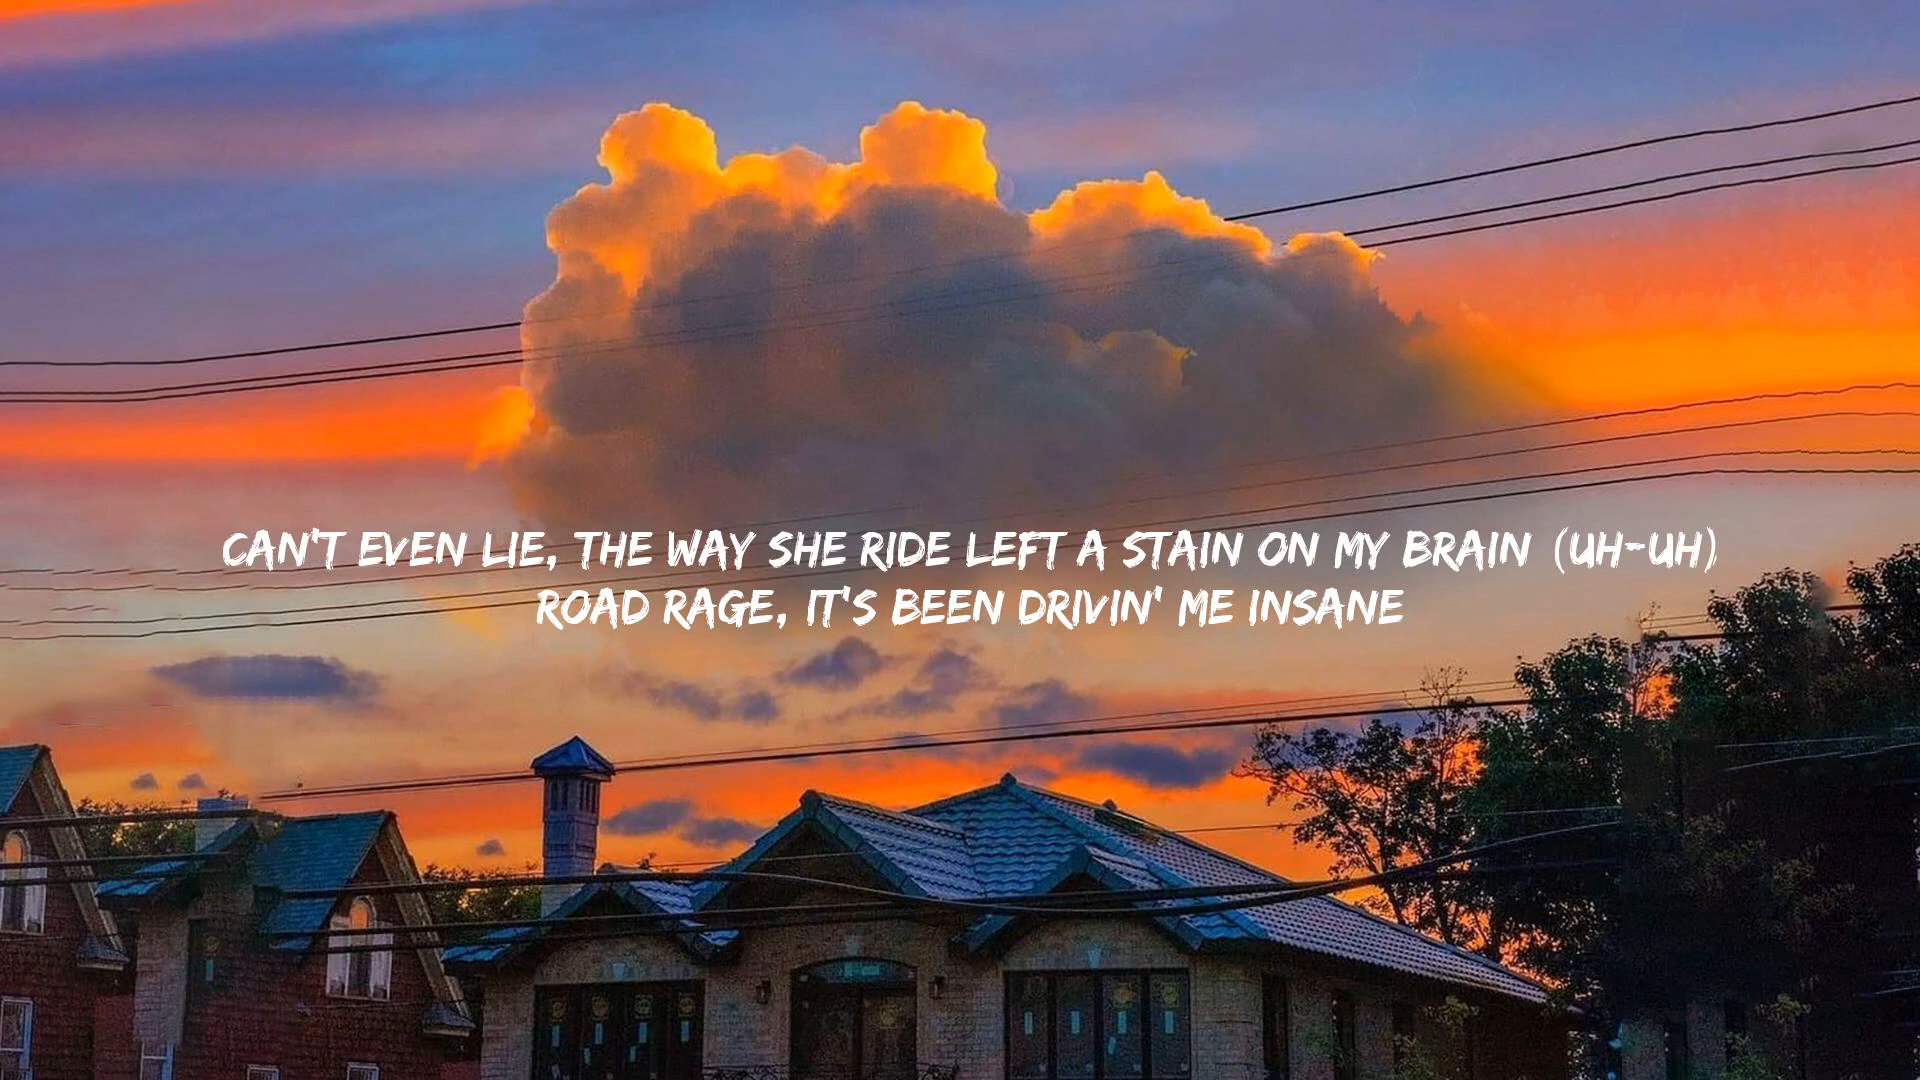 CAN'T EVEN LIE, THE WAY SHE RIDE LEFT A STAIN ON MY BRAIN (UH-UH)
ROAD RAGE, IT'S BEEN DRIVIN' ME INSANE